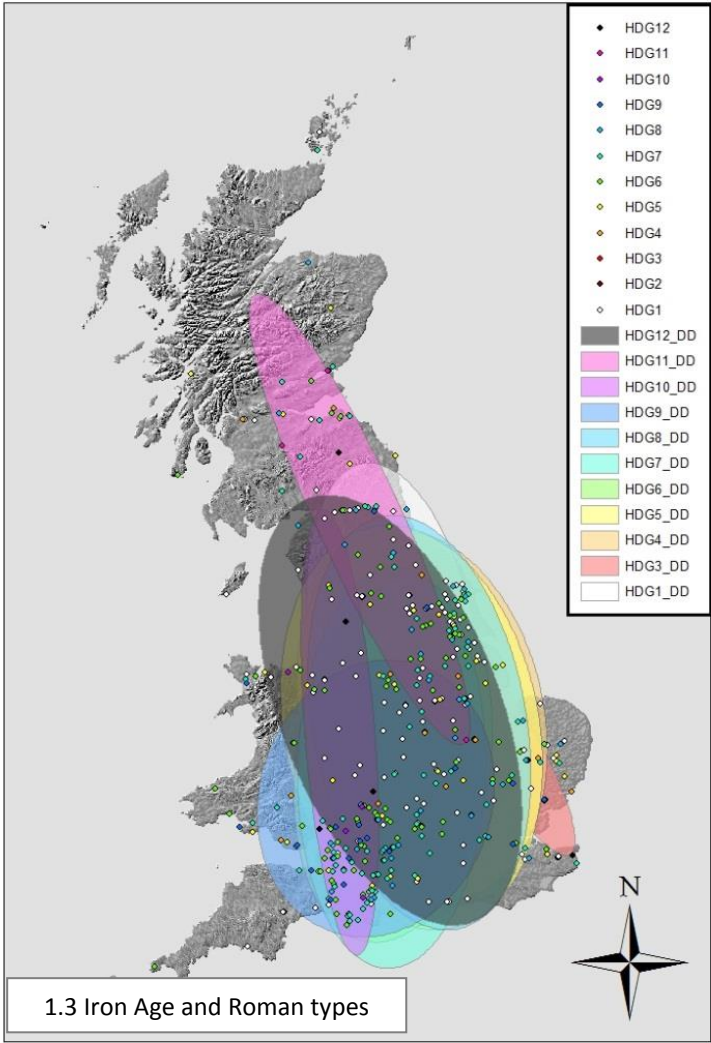 HDG12
HDG11
HDG10
HDG9
HDG8
HDG7
HDG6
HDG5
HDG4
HDG3
HDG2
HDG1
HDG12_DD
HDG11_DD
HDG10_DD
HDG9_DD
HDG8_DD
HDG7_DD
HDG6_DD
HDG5_DD
HDG4_DD
HDG3_DD
HDG1_DD
N
1.3 Iron Age and Roman types